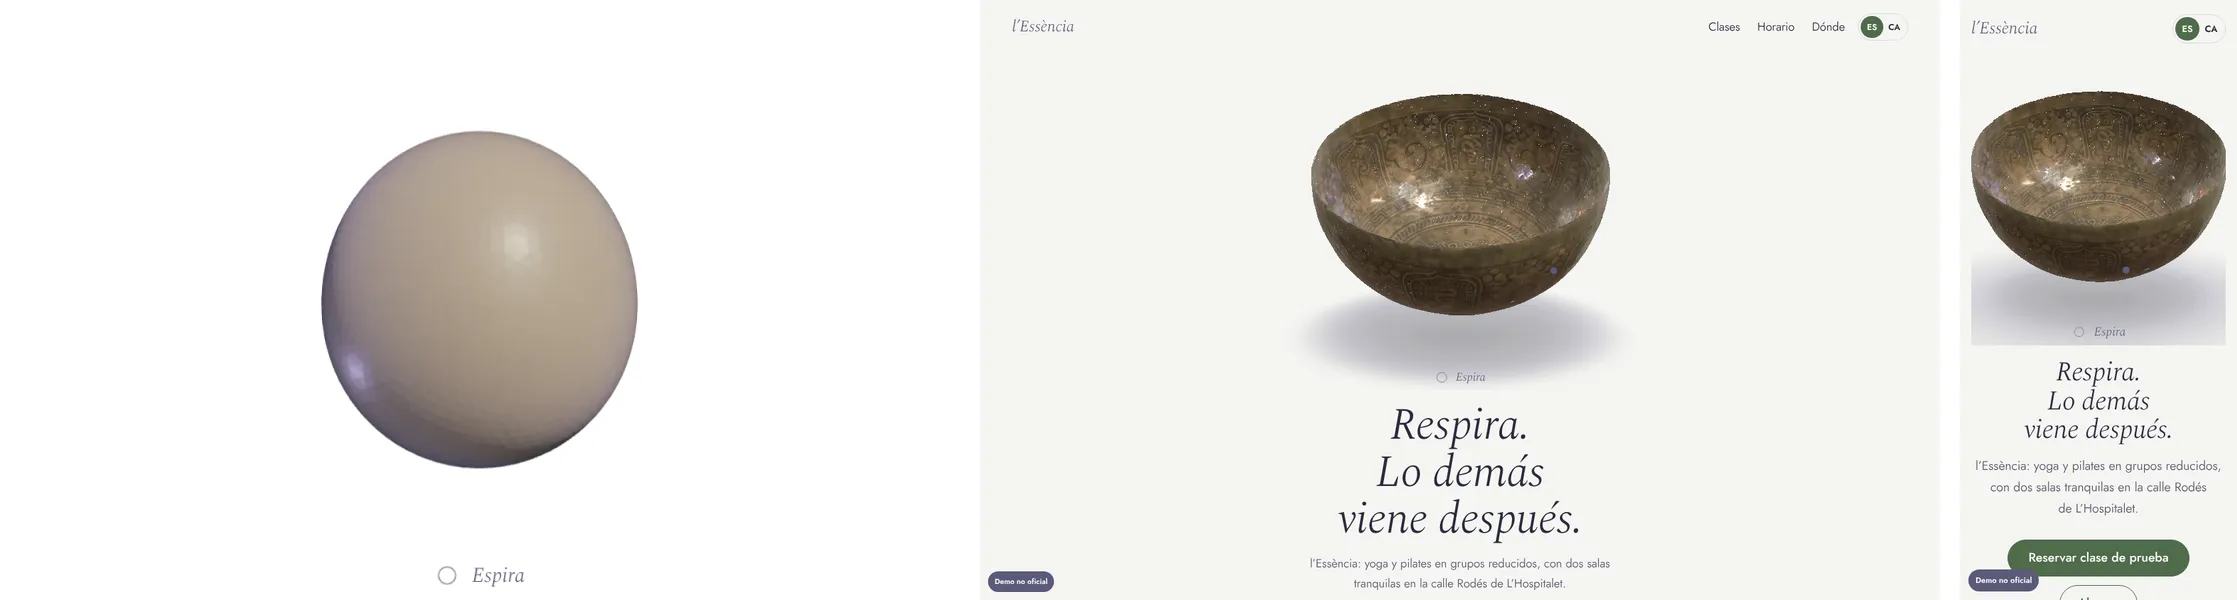 Espira
l'Essència
Clases Horario Dónde ES CA
Espira
Respira.
Lo demás
viene después.
l'Essència: yoga y pilates en grupos reducidos, con dos salas
tranquilas en la calle Rodés de L'Hospitalet.
Demo no oficial
l'Essència
ES CA
Espira
Respira.
Lo demás
viene después.
l'Essència: yoga y pilates en grupos reducidos,
con dos salas tranquilas en la calle Rodés
de L'Hospitalet.
Reservar clase de prueba
Demo no oficial